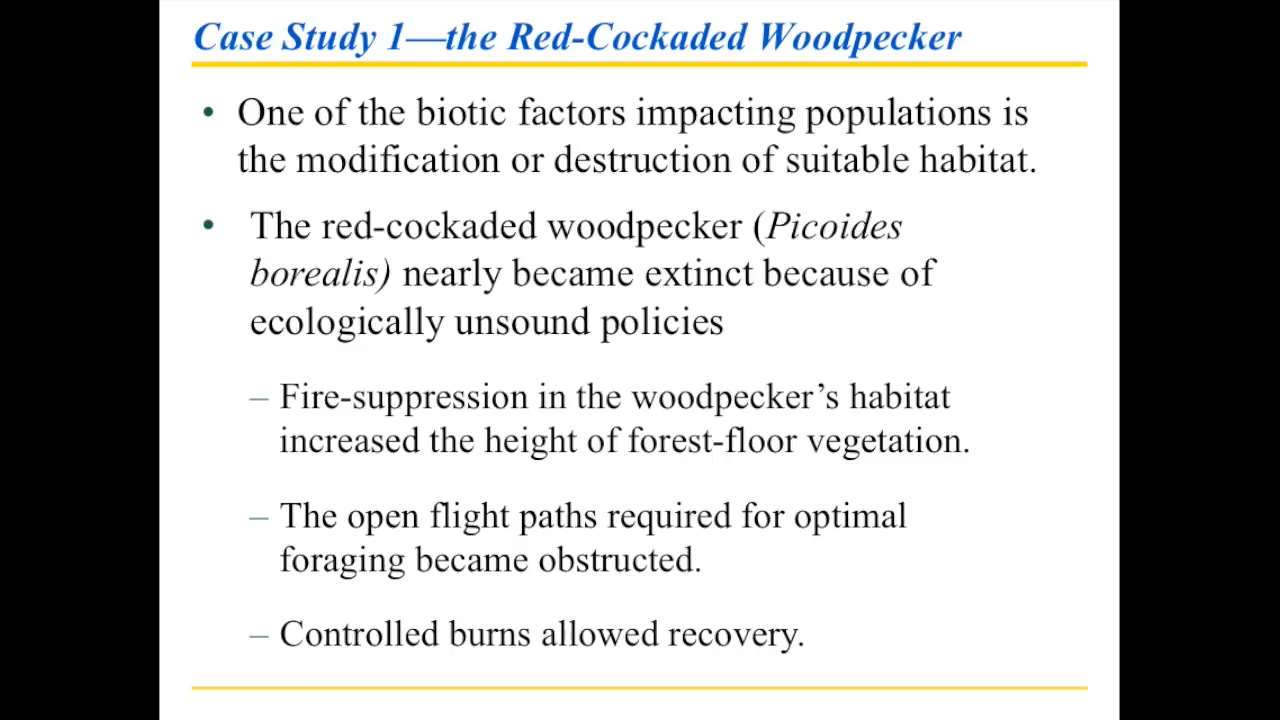 Case Study 1—the Red-Cockaded Woodpecker
• One of the biotic factors impacting populations is
the modification or destruction of suitable habitat.
• The red-cockaded woodpecker (Picoides
borealis) nearly became extinct because of
ecologically unsound policies
– Fire-suppression in the woodpecker’s habitat
increased the height of forest-floor vegetation.
– The open flight paths required for optimal
foraging became obstructed.
– Controlled burns allowed recovery.